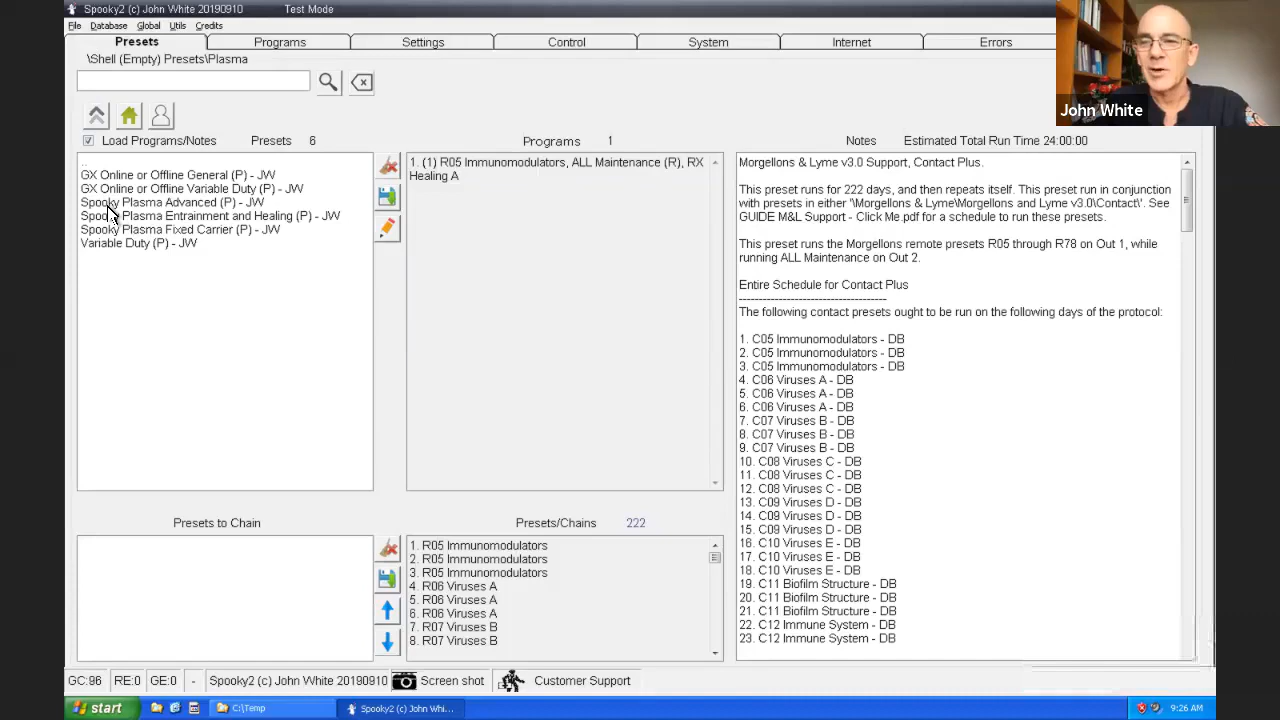 Spooky2 (c) John White 20190910 Test Mode
File Database Global Utils Credits
Presets Programs Settings Control System Internet Errors
\Shell (Empty) Presets\Plasma
John White
Load Programs/Notes Presets 6 Programs 1 Notes Estimated Total Run Time 24:00:00
..
GX Online or Offline General (P) - JW
GX Online or Offline Variable Duty (P) - JW
Spooky Plasma Advanced (P) - JW
Spooky Plasma Entrainment and Healing (P) - JW
Spooky Plasma Fixed Carrier (P) - JW
Variable Duty (P) - JW
1. (1) R05 Immunomodulators, ALL Maintenance (R), RX
Healing A
Morgellons & Lyme v3.0 Support, Contact Plus.
This preset runs for 222 days, and then repeats itself. This preset run in conjunction
with presets in either '\Morgellons & Lyme\Morgellons and Lyme v3.0\Contact\'. See
GUIDE M&L Support - Click Me.pdf for a schedule to run these presets.
This preset runs the Morgellons remote presets R05 through R78 on Out 1, while
running ALL Maintenance on Out 2.
Entire Schedule for Contact Plus
------------------------------------
The following contact presets ought to be run on the following days of the protocol:
1. C05 Immunomodulators - DB
2. C05 Immunomodulators - DB
3. C05 Immunomodulators - DB
4. C06 Viruses A - DB
5. C06 Viruses A - DB
6. C06 Viruses A - DB
7. C07 Viruses B - DB
8. C07 Viruses B - DB
9. C07 Viruses B - DB
10. C08 Viruses C - DB
11. C08 Viruses C - DB
12. C08 Viruses C - DB
13. C09 Viruses D - DB
14. C09 Viruses D - DB
15. C09 Viruses D - DB
16. C10 Viruses E - DB
17. C10 Viruses E - DB
18. C10 Viruses E - DB
19. C11 Biofilm Structure - DB
20. C11 Biofilm Structure - DB
21. C11 Biofilm Structure - DB
22. C12 Immune System - DB
23. C12 Immune System - DB
Presets to Chain Presets/Chains 222
1. R05 Immunomodulators
2. R05 Immunomodulators
3. R05 Immunomodulators
4. R06 Viruses A
5. R06 Viruses A
6. R06 Viruses A
7. R07 Viruses B
8. R07 Viruses B
GC:96 RE:0 GE:0 - Spooky2 (c) John White 20190910 Screen shot Customer Support
start C:\Temp Spooky2 (c) John Whi... 9:26 AM